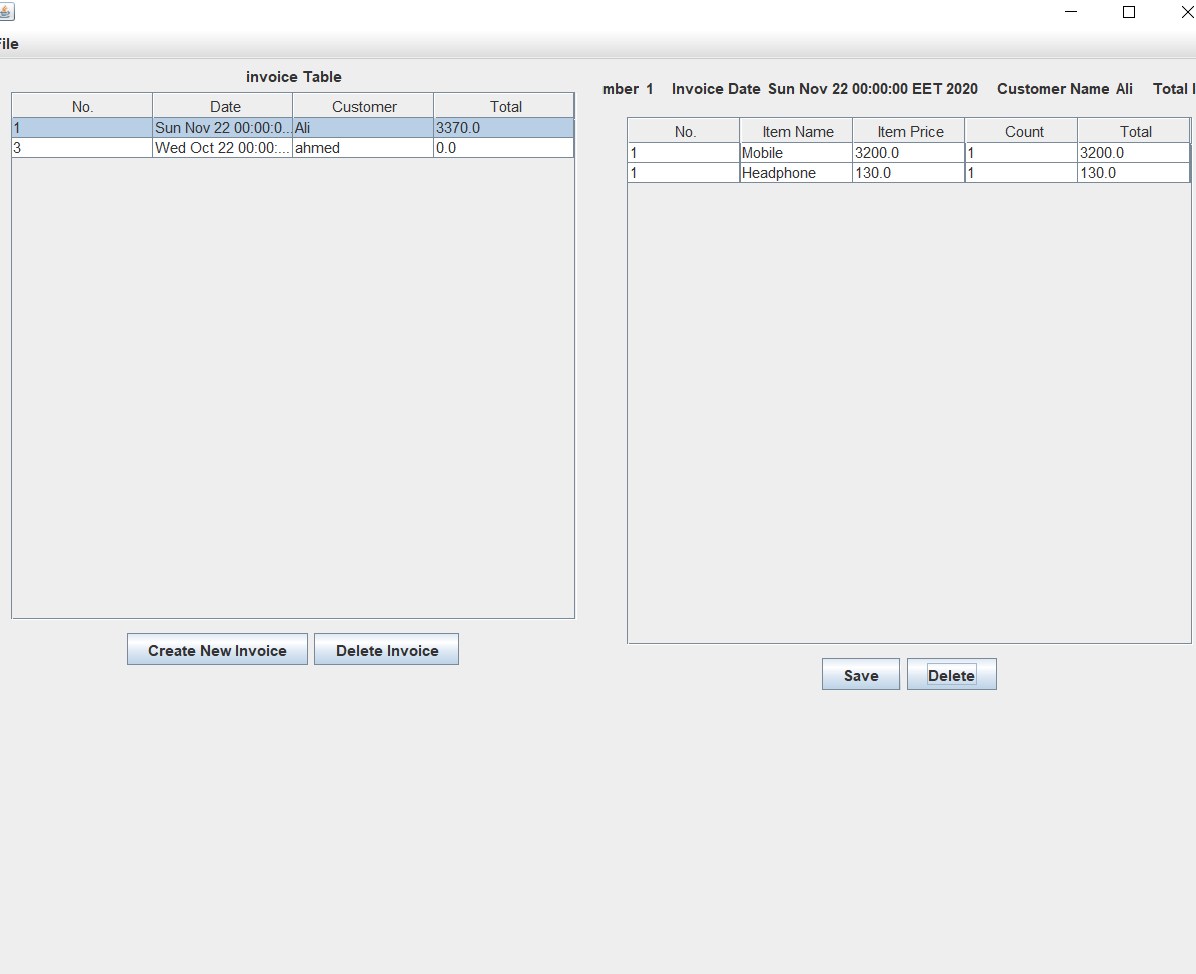 File
invoice Table
No. Date Customer Total
1 Sun Nov 22 00:00:0... Ali 3370.0
3 Wed Oct 22 00:00:... ahmed 0.0
Create New Invoice Delete Invoice
mber 1 Invoice Date Sun Nov 22 00:00:00 EET 2020 Customer Name Ali Total I
No. Item Name Item Price Count Total
1 Mobile 3200.0 1 3200.0
1 Headphone 130.0 1 130.0
Save Delete